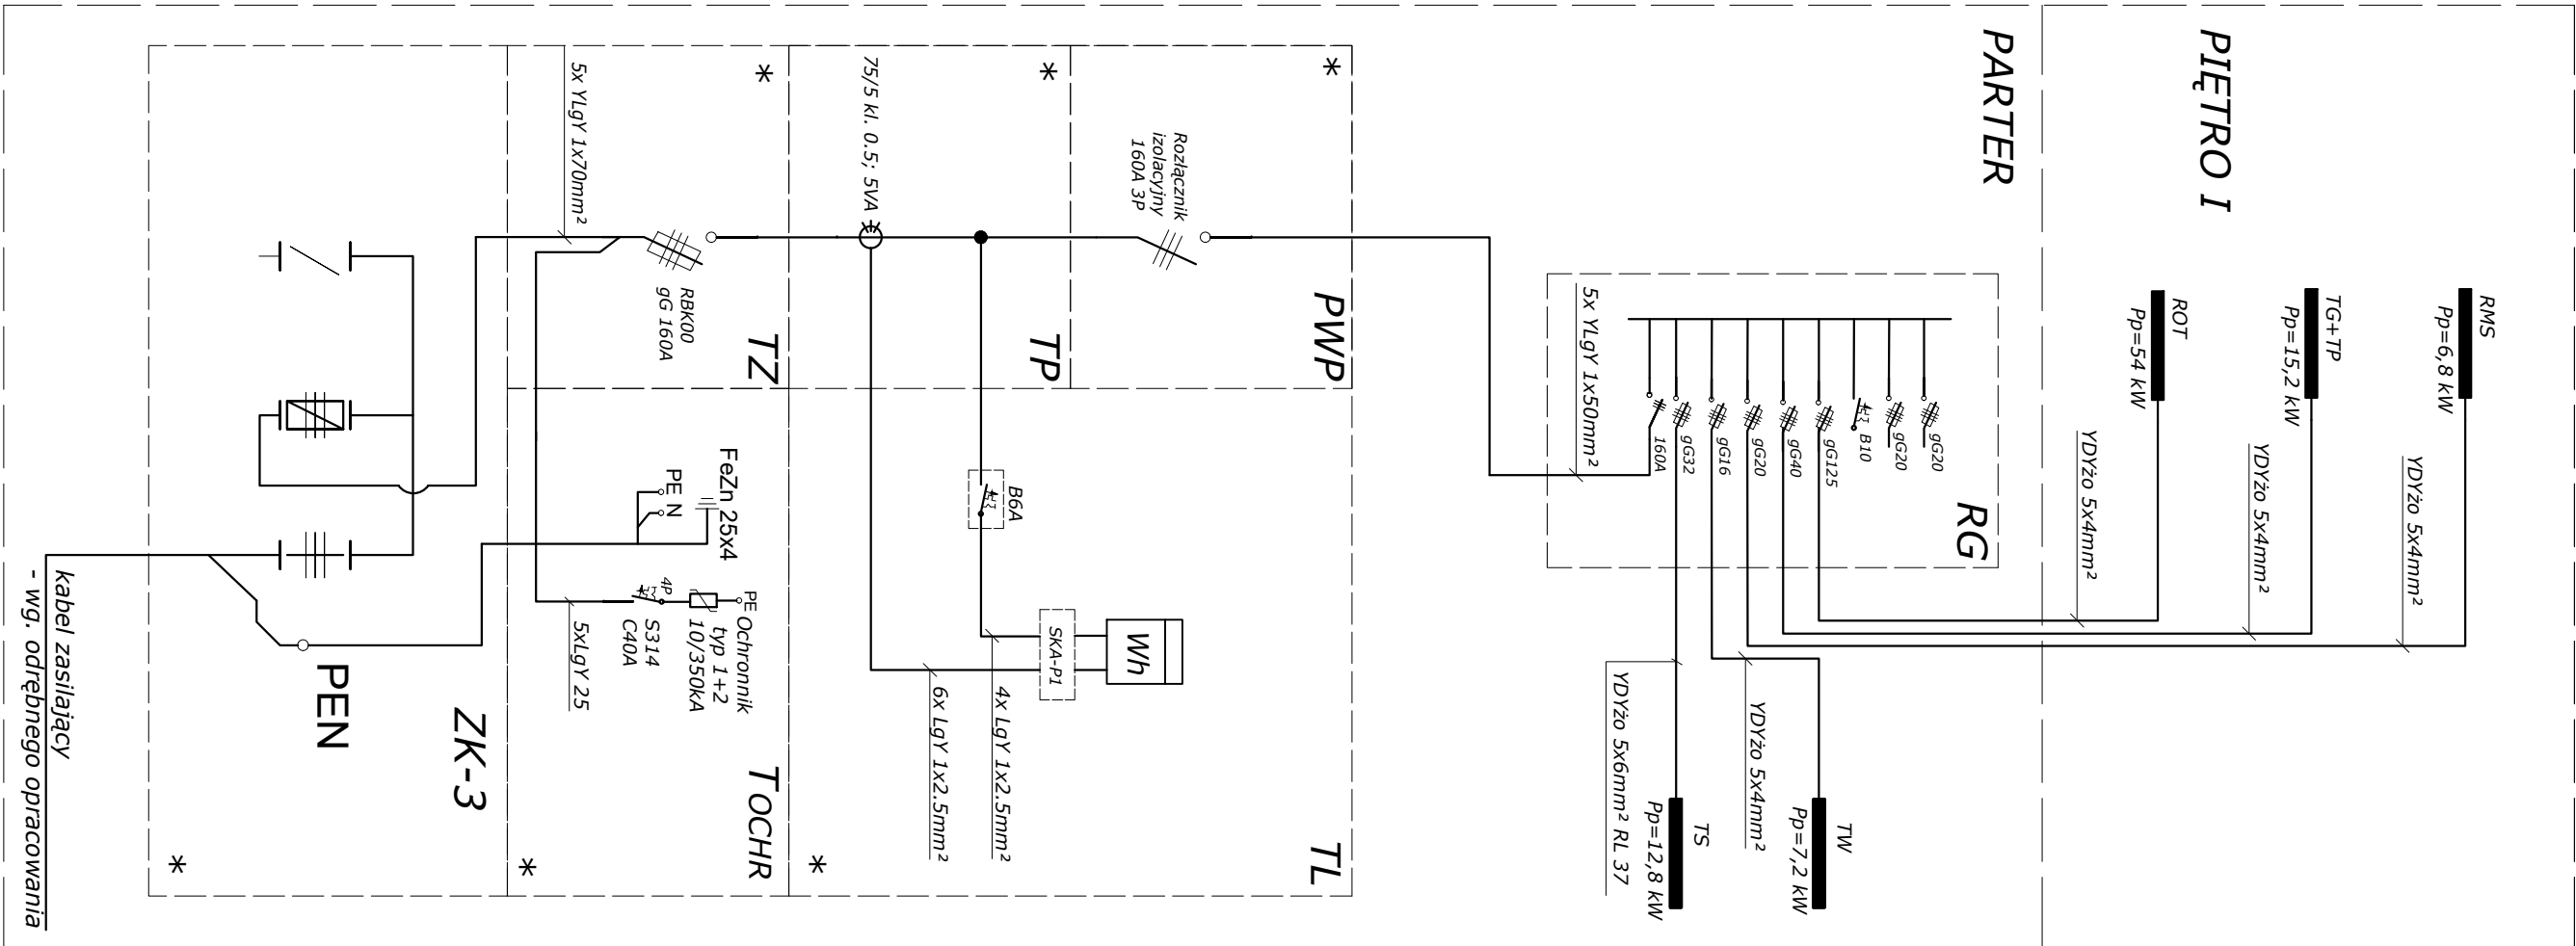 PIĘTRO I
PARTER
RMS
Pp=6,8 kW
TG+TP
Pp=15,2 kW
ROT
Pp=54 kW
YDYżo 5x4mm²
YDYżo 5x4mm²
YDYżo 5x4mm²
RG
gG20
gG20
B10
gG125
gG40
gG20
gG16
gG32
160A
5x YLgY 1x50mm²
TW
Pp=7,2 kW
YDYżo 5x4mm²
TS
Pp=12,8 kW
YDYżo 5x6mm² RL 37
*
PWP
Rozłącznik
izolacyjny
160A 3P
*
TP
75/5 kl. 0.5; 5VA
B6A
SKA-P1
Wh
4x LgY 1x2.5mm²
6x LgY 1x2.5mm²
TL
*
*
TZ
RBK00
gG 160A
5x YLgY 1x70mm²
FeZn 25x4
PE
N
PE
Ochronnik
typ 1+2
10/350kA
4P
S314
C40A
5xLgY 25
TOCHR
*
ZK-3
PEN
*
kabel zasilający
- wg. odrębnego opracowania